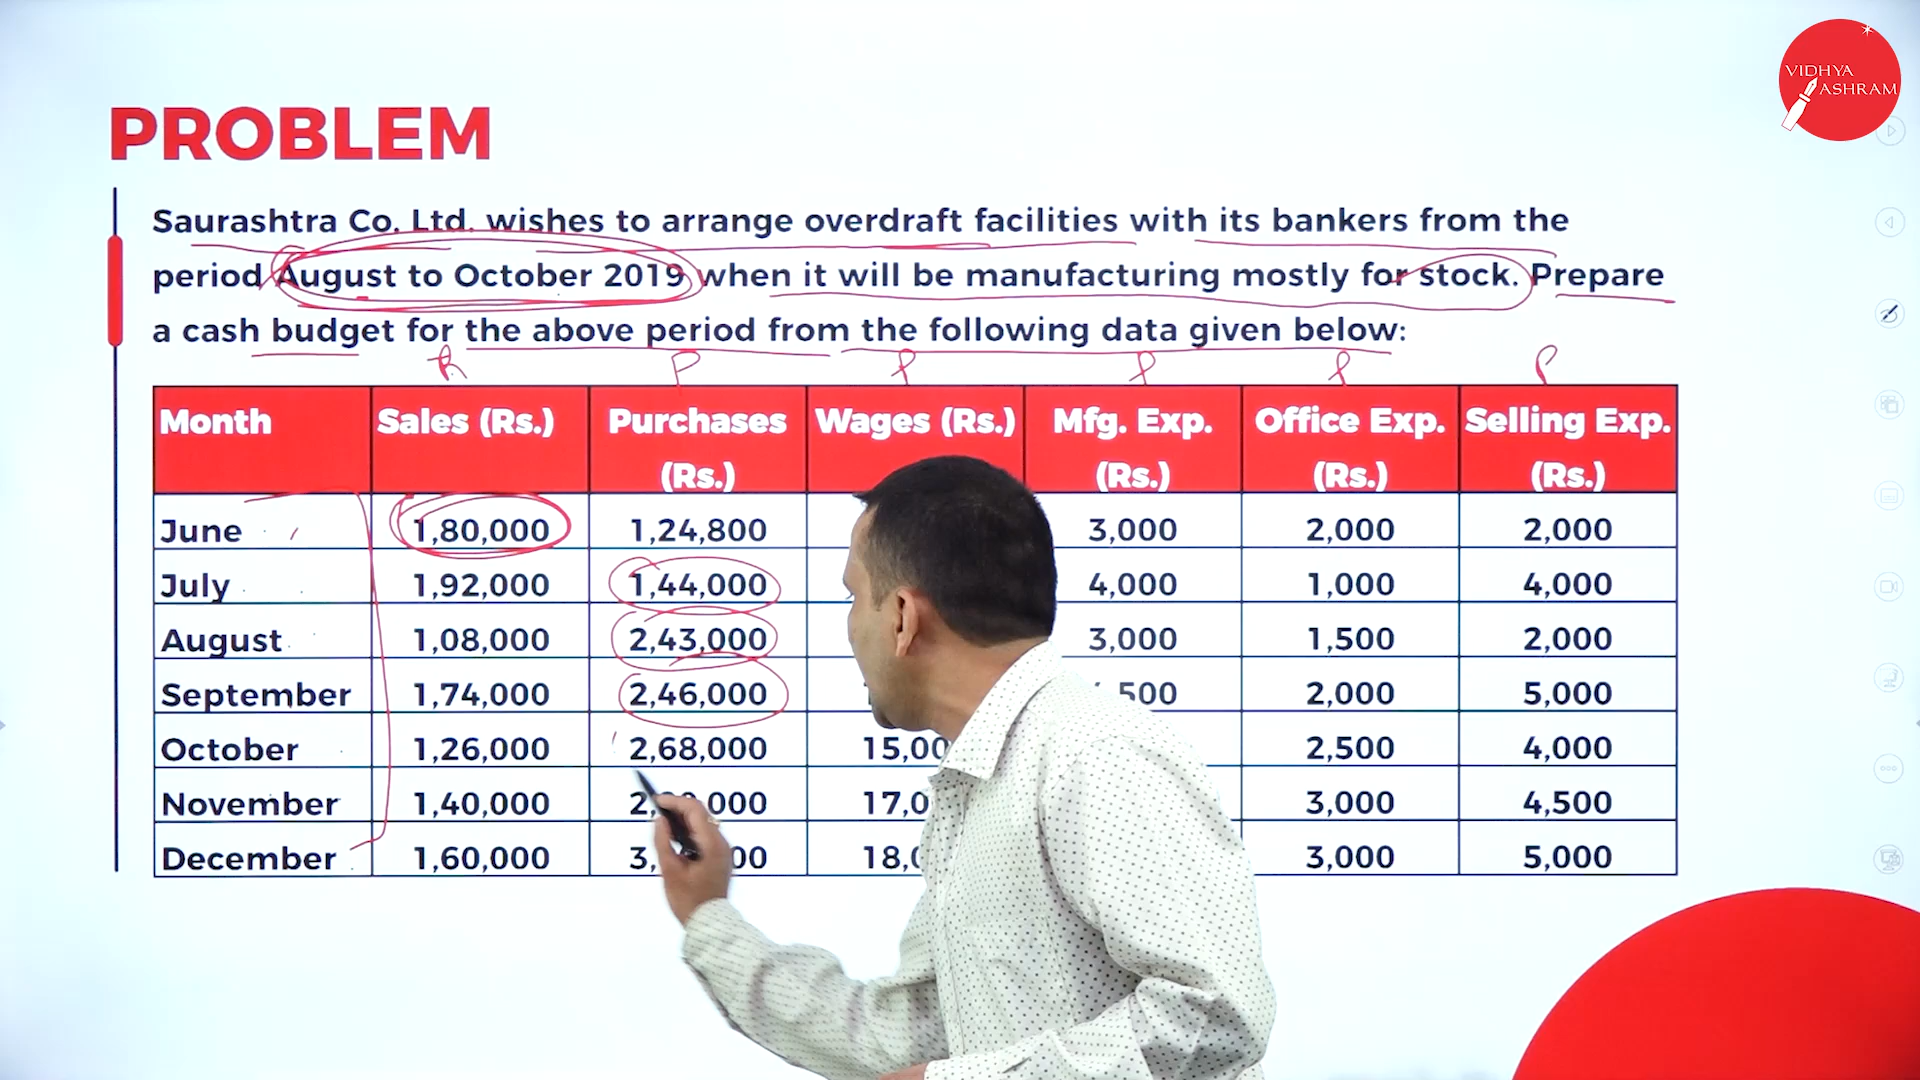 VIDHYA
ASHRAM
PROBLEM
Saurashtra Co. Ltd. wishes to arrange overdraft facilities with its bankers from the
period August to October 2019 when it will be manufacturing mostly for stock. Prepare
a cash budget for the above period from the following data given below:
R P P P P P
Month Sales (Rs.) Purchases (Rs.) Wages (Rs.) Mfg. Exp. (Rs.) Office Exp. (Rs.) Selling Exp. (Rs.)
June 1,80,000 1,24,800 3,000 2,000 2,000
July 1,92,000 1,44,000 4,000 1,000 4,000
August 1,08,000 2,43,000 3,000 1,500 2,000
September 1,74,000 2,46,000 2,000 5,000
October 1,26,000 2,68,000 2,500 4,000
November 1,40,000 3,000 4,500
December 1,60,000 3,000 5,000